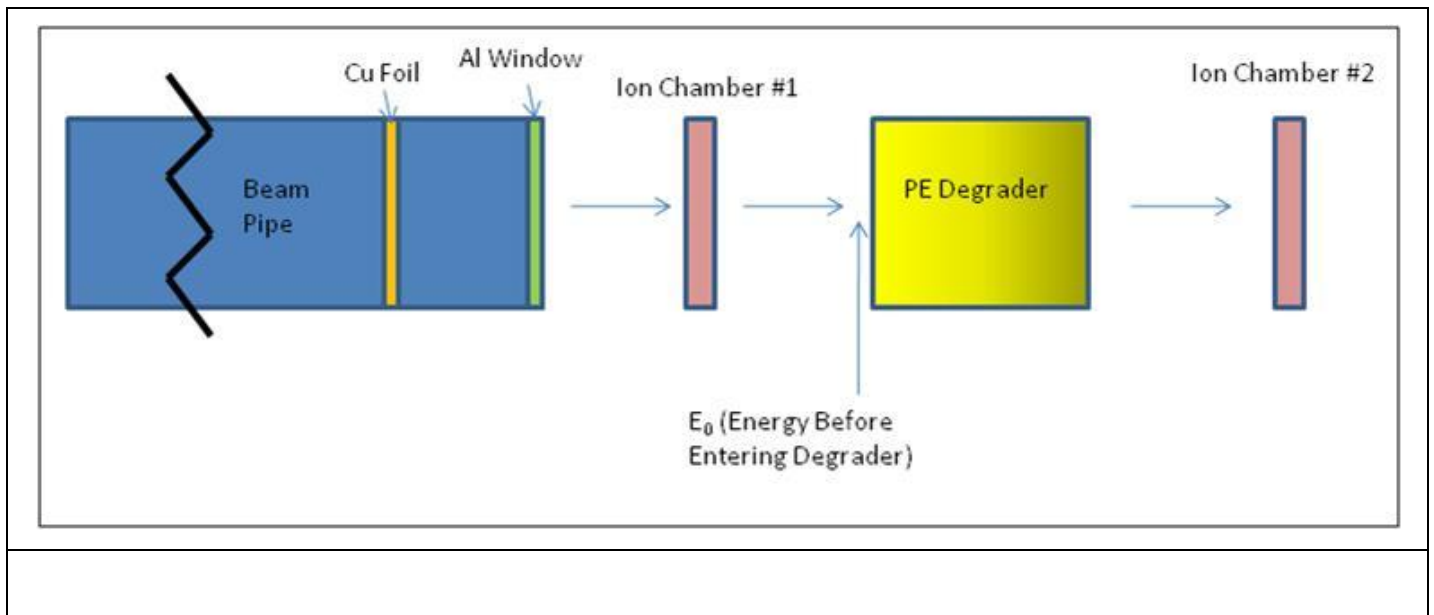 Cu Foil
Al Window
Ion Chamber #1
Ion Chamber #2
Beam
Pipe
PE Degrader
E₀ (Energy Before
Entering Degrader)